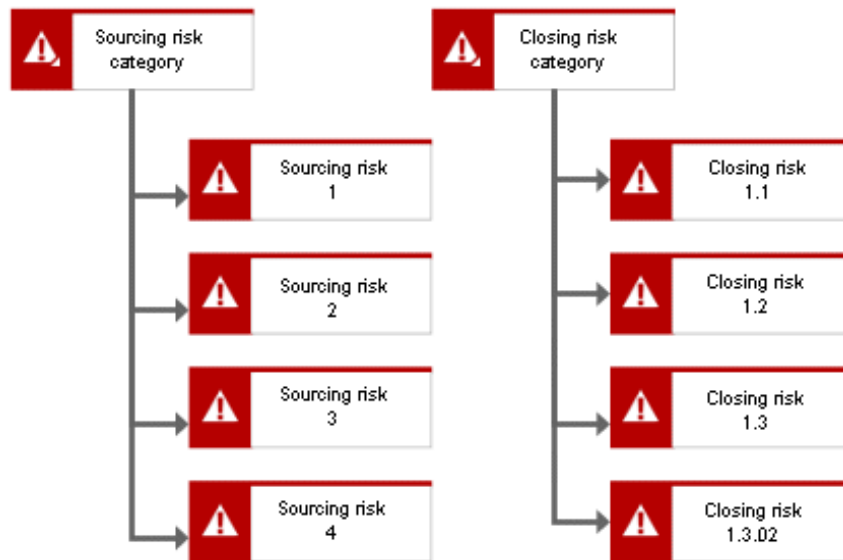 Sourcing risk
category
Sourcing risk
1
Sourcing risk
2
Sourcing risk
3
Sourcing risk
4
Closing risk
category
Closing risk
1.1
Closing risk
1.2
Closing risk
1.3
Closing risk
1.3.02